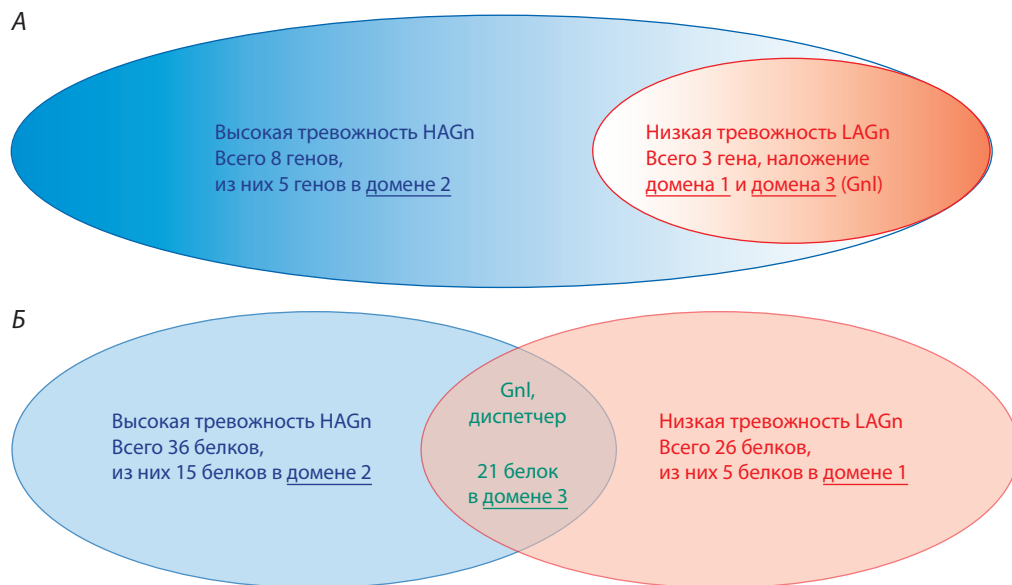 А
Высокая тревожность HAGn
Всего 8 генов,
из них 5 генов в домене 2
Низкая тревожность LAGn
Всего 3 гена, наложение
домена 1 и домена 3 (GnI)
Б
Высокая тревожность HAGn
Всего 36 белков,
из них 15 белков в домене 2
GnI,
диспетчер
21 белок
в домене 3
Низкая тревожность LAGn
Всего 26 белков,
из них 5 белков в домене 1